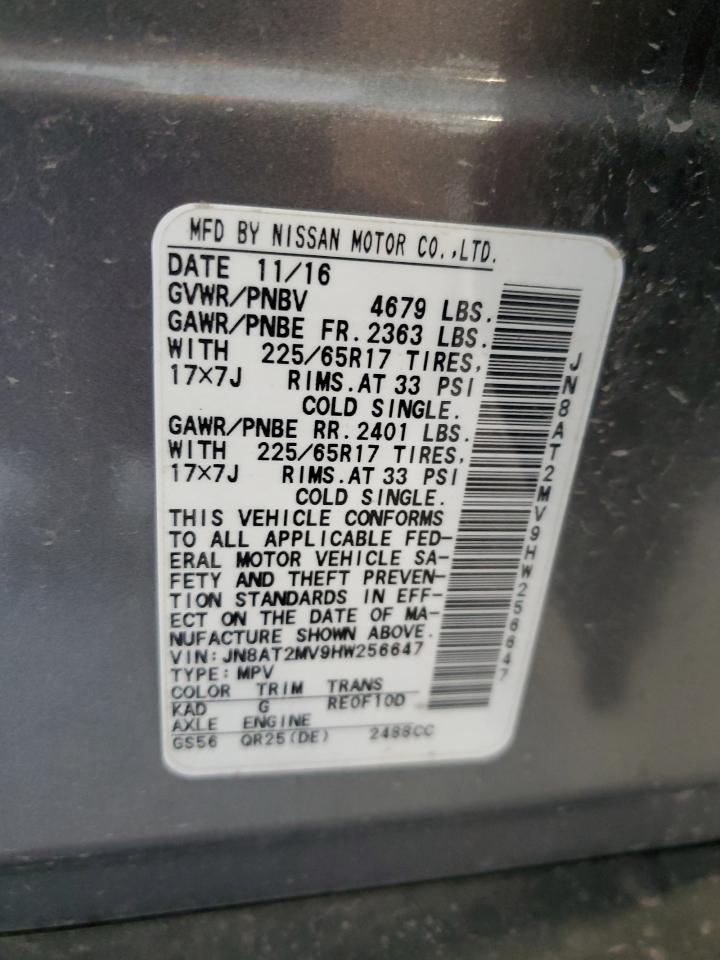 MFD BY NISSAN MOTOR CO.,LTD.
DATE 11/16
GVWR/PNBV 4679 LBS.
GAWR/PNBE FR. 2363 LBS.
WITH 225/65R17 TIRES,
17×7J RIMS. AT 33 PSI
COLD SINGLE.
GAWR/PNBE RR. 2401 LBS.
WITH 225/65R17 TIRES,
17×7J RIMS. AT 33 PSI
COLD SINGLE.
THIS VEHICLE CONFORMS
TO ALL APPLICABLE FED-
ERAL MOTOR VEHICLE SA-
FETY AND THEFT PREVEN-
TION STANDARDS IN EFF-
ECT ON THE DATE OF MA-
NUFACTURE SHOWN ABOVE.
VIN: JN8AT2MV9HW256647
TYPE: MPV
COLOR TRIM TRANS
KAD G RE0F10D
AXLE ENGINE
GS56 QR25(DE) 2488CC
JN8AT2MV9HW256647